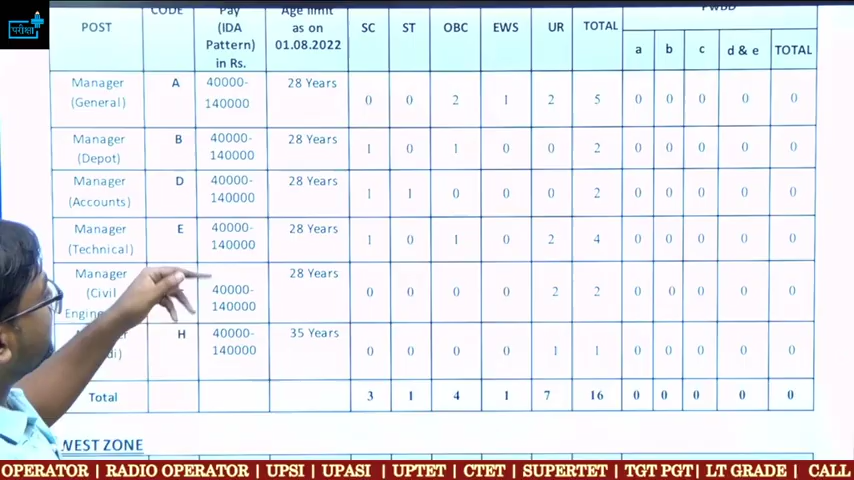 परीक्षा
POST
CODE
Pay
(IDA
Pattern)
in Rs.
Age limit
as on
01.08.2022
SC
ST
OBC
EWS
UR
TOTAL
PwBD
a
b
c
d & e
TOTAL
Manager
(General)
A
40000-
140000
28 Years
0 0 2 1 2 5 0 0 0 0 0
Manager
(Depot)
B
40000-
140000
28 Years
1 0 1 0 0 2 0 0 0 0 0
Manager
(Accounts)
D
40000-
140000
28 Years
1 1 0 0 0 2 0 0 0 0 0
Manager
(Technical)
E
40000-
140000
28 Years
1 0 1 0 2 4 0 0 0 0 0
Manager
(Civil
40000-
140000
28 Years
0 0 0 0 2 2 0 0 0 0 0
H
40000-
140000
35 Years
0 0 0 0 1 1 0 0 0 0 0
Total 3 1 4 1 7 16 0 0 0 0 0
WEST ZONE
OPERATOR | RADIO OPERATOR | UPSI | UPASI | UPTET | CTET | SUPERTET | TGT PGT| LT GRADE | CALL